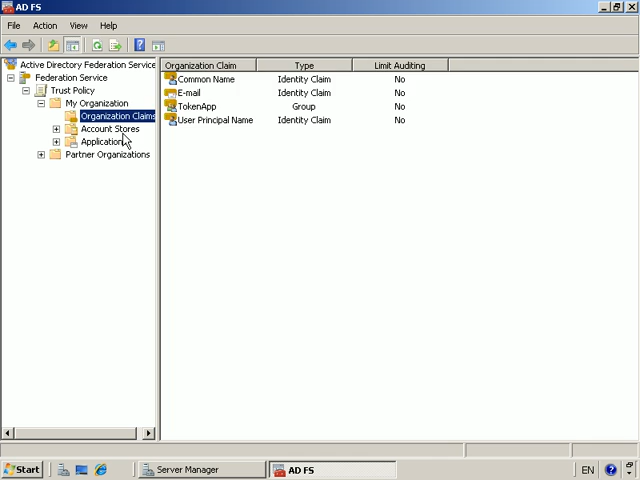 AD FS
File Action View Help
Active Directory Federation Service
Federation Service
Trust Policy
My Organization
Organization Claims
Account Stores
Application
Partner Organizations
Organization Claim Type Limit Auditing
Common Name Identity Claim No
E-mail Identity Claim No
TokenApp Group No
User Principal Name Identity Claim No
Start Server Manager AD FS EN